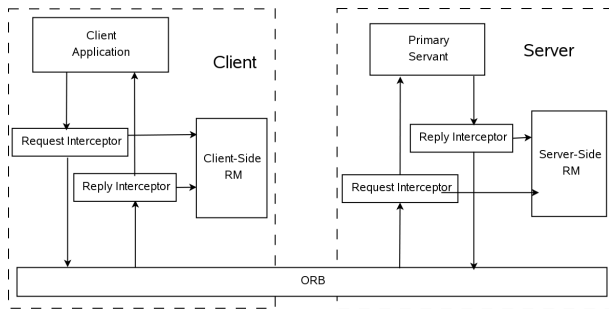 Client
Application
Client
Request Interceptor
Client-Side
RM
Reply Interceptor
Primary
Servant
Server
Reply Interceptor
Server-Side
RM
Request Interceptor
ORB